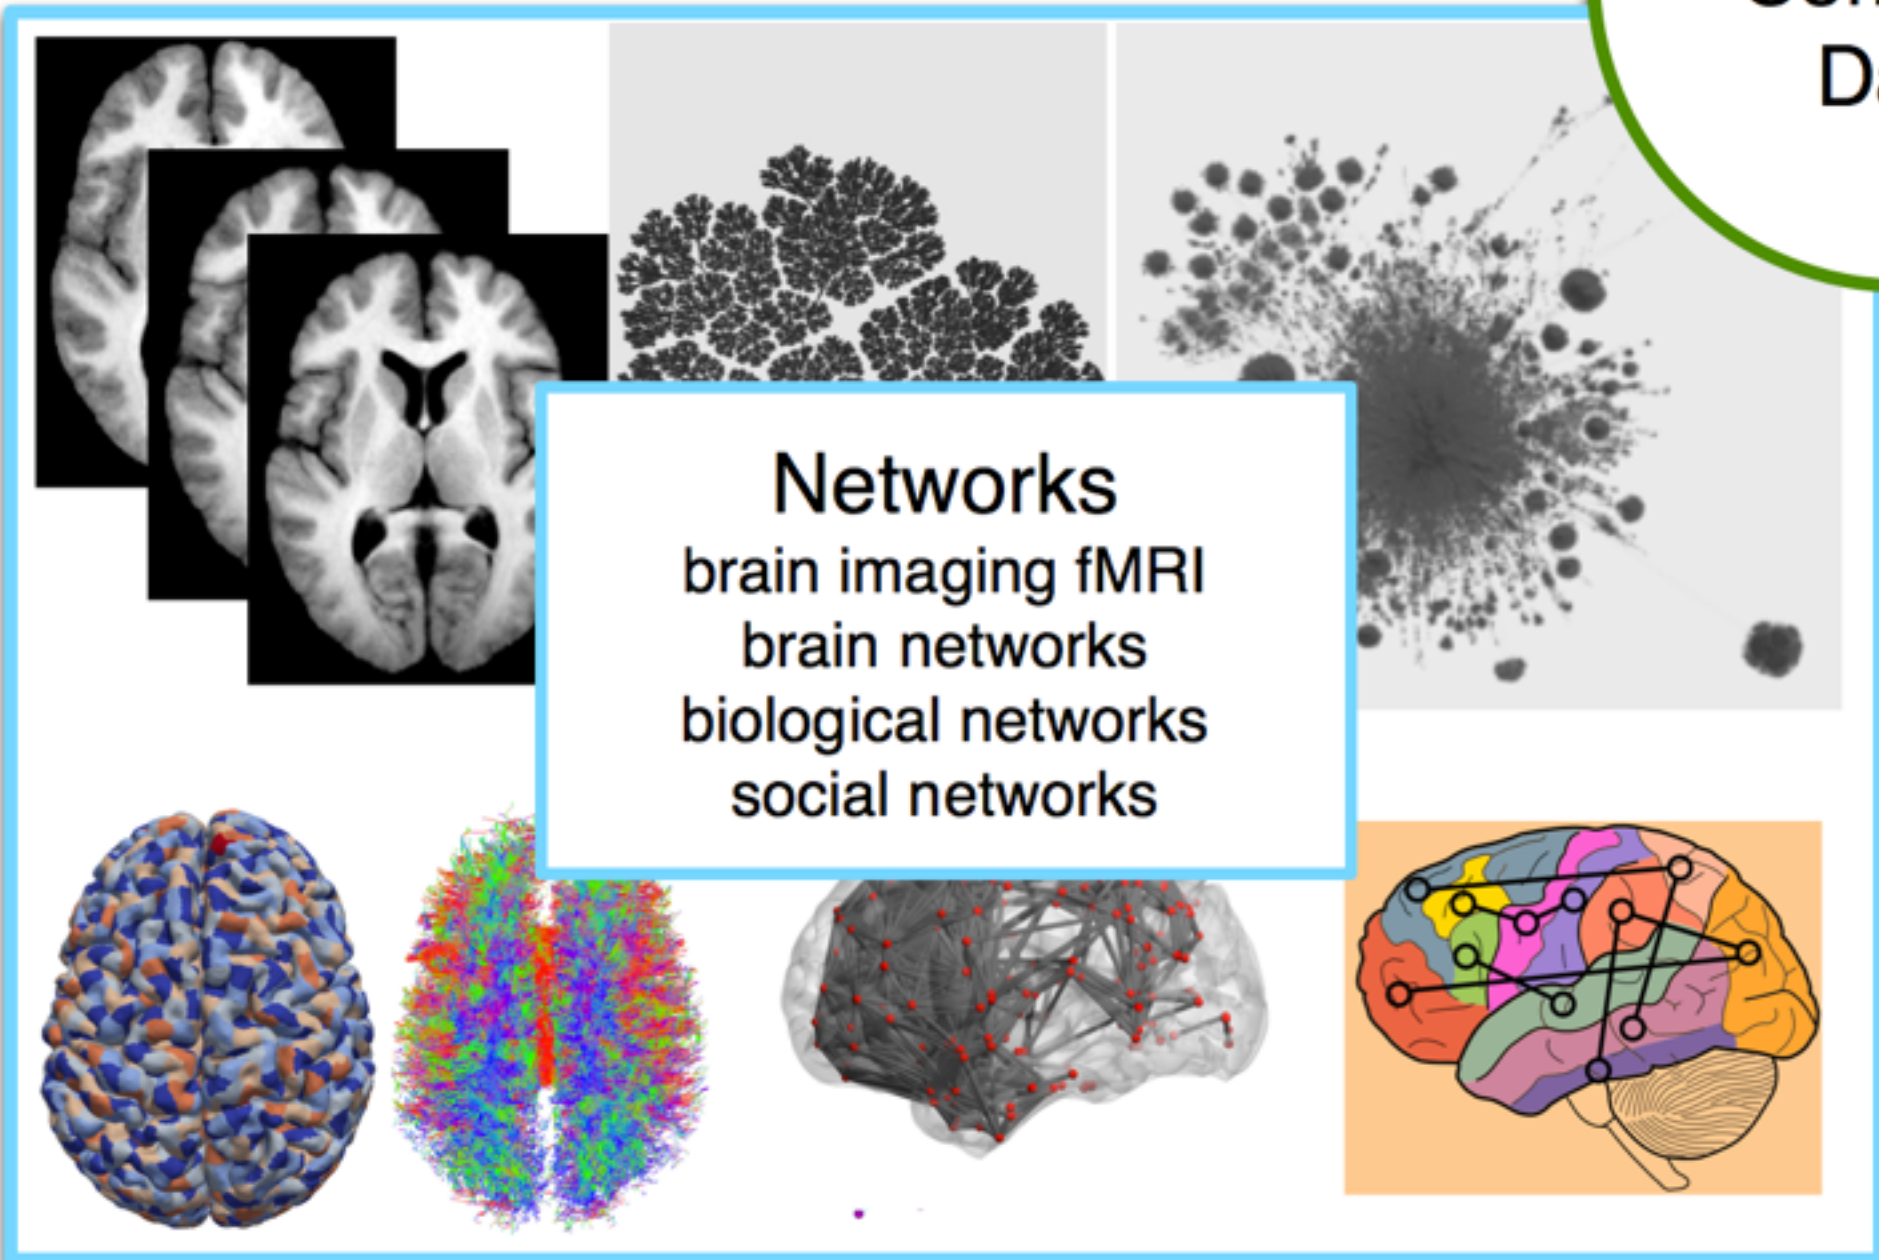 Networks
brain imaging fMRI
brain networks
biological networks
social networks